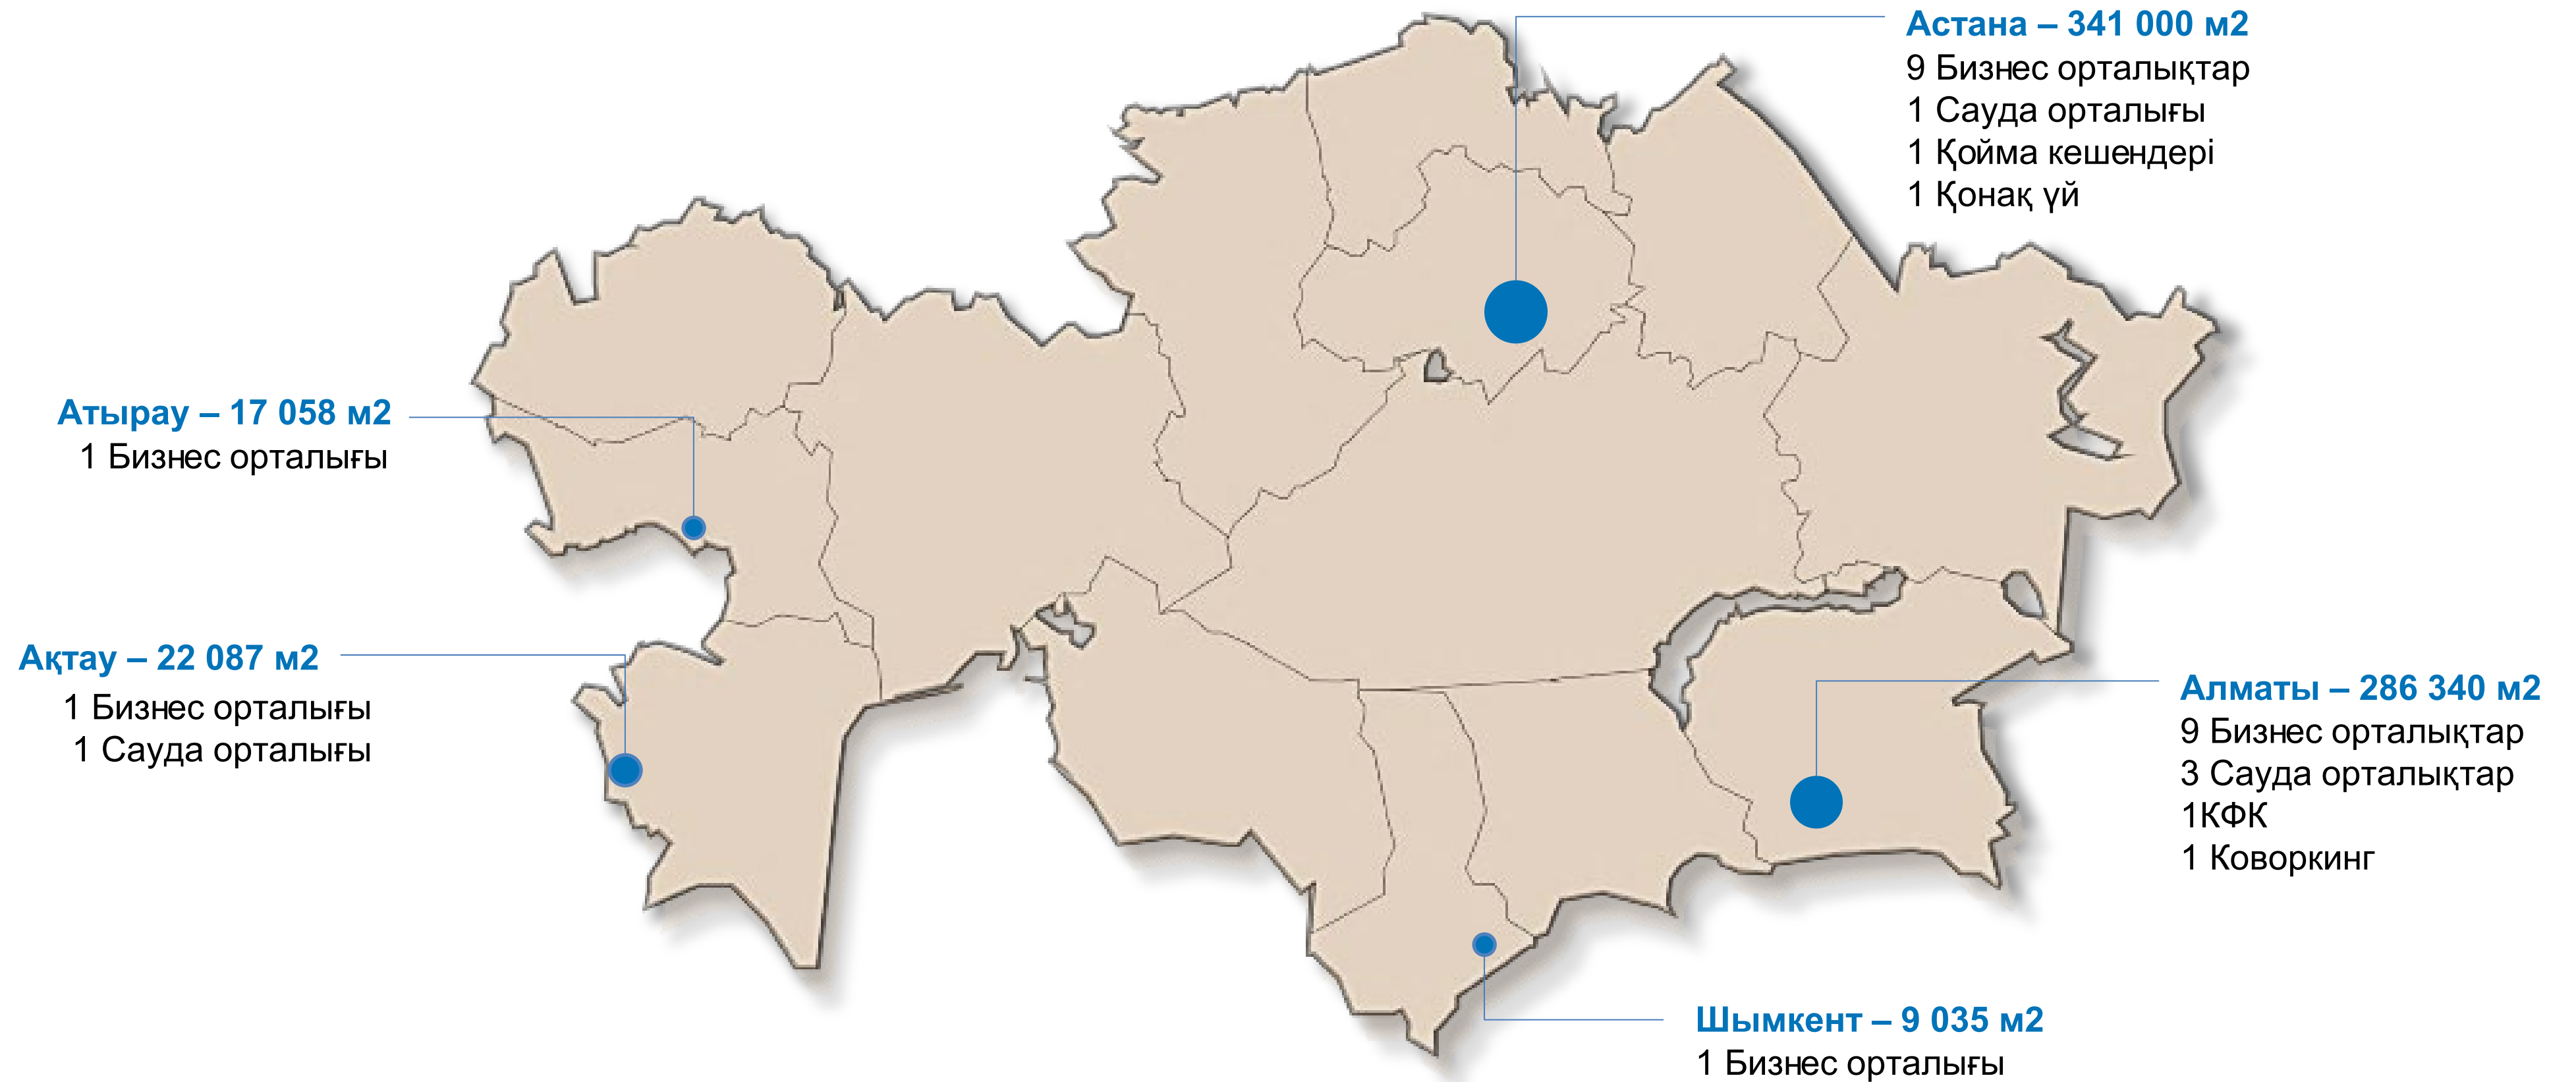 Астана – 341 000 м2
9 Бизнес орталықтар
1 Сауда орталығы
1 Қойма кешендері
1 Қонақ үй
Атырау – 17 058 м2
1 Бизнес орталығы
Ақтау – 22 087 м2
1 Бизнес орталығы
1 Сауда орталығы
Алматы – 286 340 м2
9 Бизнес орталықтар
3 Сауда орталықтар
1КФК
1 Коворкинг
Шымкент – 9 035 м2
1 Бизнес орталығы